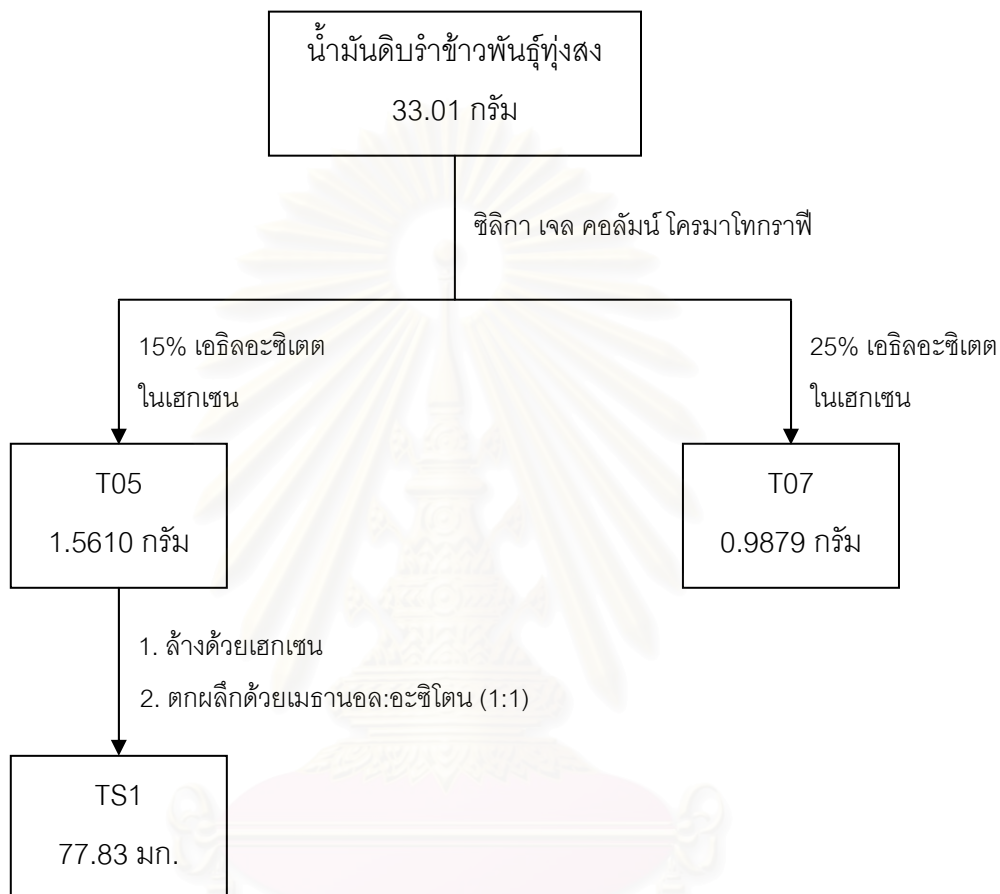 น้ำมันดิบรำข้าวพันธุ์ทุ่งสง
33.01 กรัม
ซิลิกา เจล คอลัมน์ โครมาโทกราฟี
15% เอธิลอะซิเตต
ในเฮกเซน
25% เอธิลอะซิเตต
ในเฮกเซน
T05
1.5610 กรัม
T07
0.9879 กรัม
1. ล้างด้วยเฮกเซน
2. ตกผลึกด้วยเมธานอล:อะซิโตน (1:1)
TS1
77.83 มก.